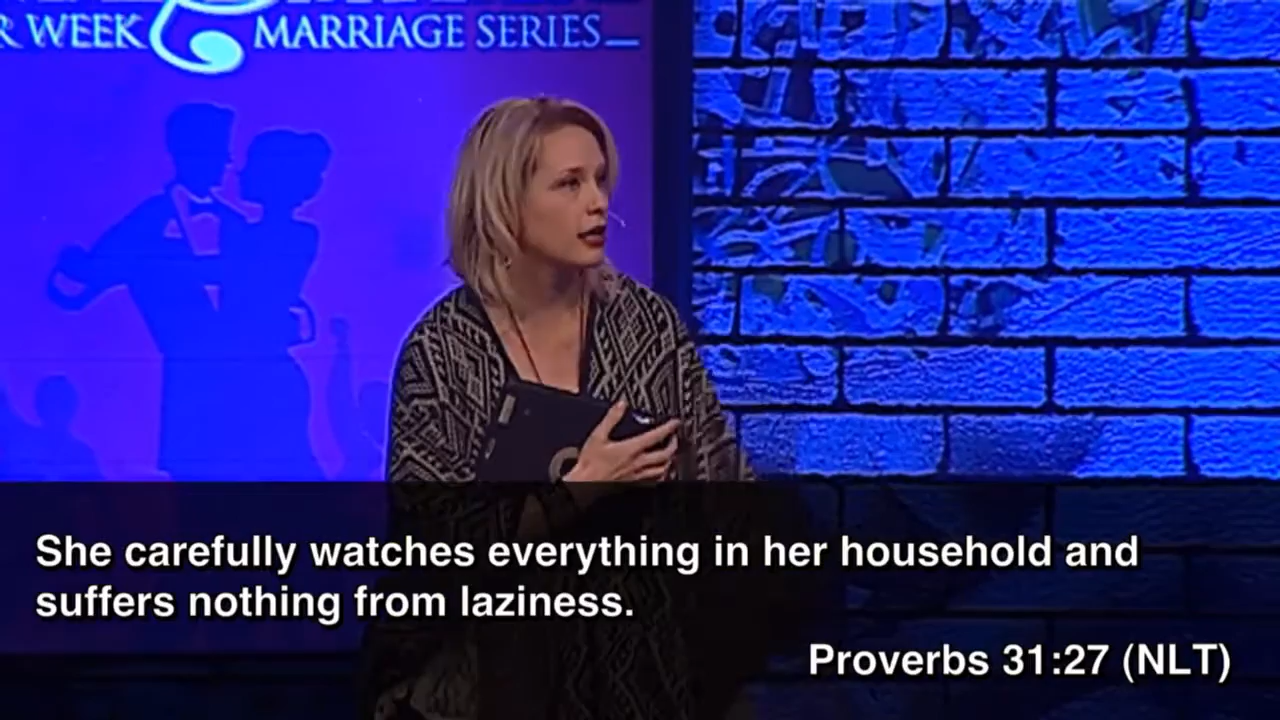 R WEEK MARRIAGE SERIES
She carefully watches everything in her household and
suffers nothing from laziness.
Proverbs 31:27 (NLT)